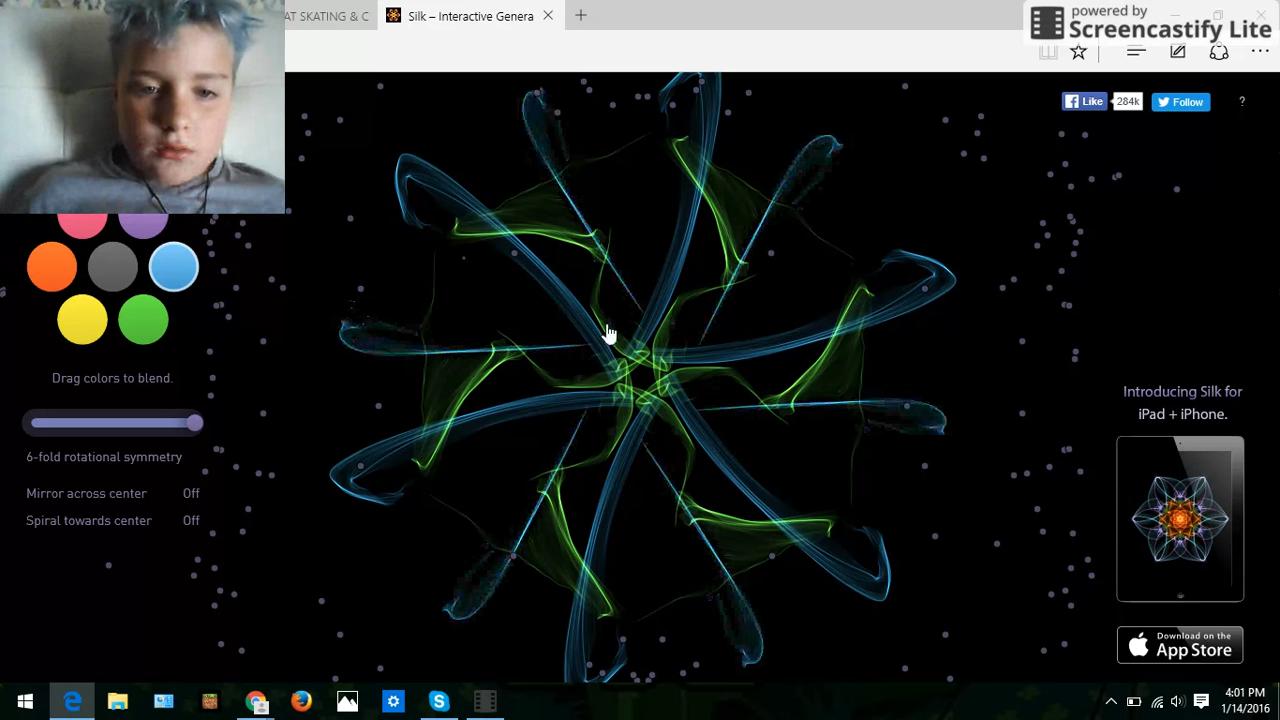 AT SKATING & C
Silk – Interactive Genera
powered by
Screencastify Lite
Like
284k
Follow
?
Drag colors to blend.
6-fold rotational symmetry
Mirror across center Off
Spiral towards center Off
Introducing Silk for
iPad + iPhone.
Download on the
App Store
4:01 PM
1/14/2016